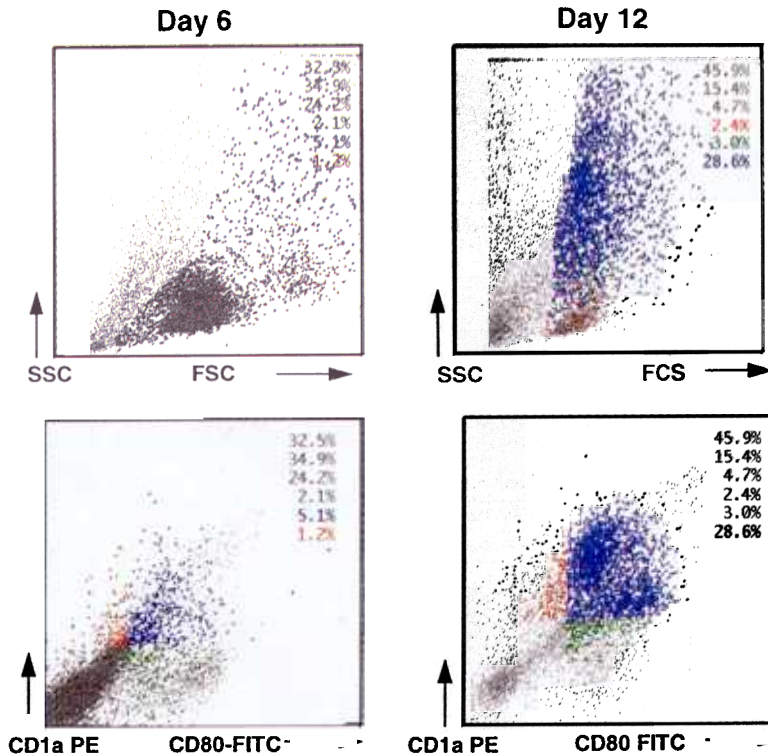 Day 6
Day 12
32.3%
34.9%
24.2%
2.1%
5.1%
1.2%
45.9%
15.4%
4.7%
2.4%
3.0%
28.6%
SSC
FSC
SSC
FCS
32.5%
34.9%
24.2%
2.1%
5.1%
1.2%
45.9%
15.4%
4.7%
2.4%
3.0%
28.6%
CD1a PE
CD80-FITC
CD1a PE
CD80 FITC